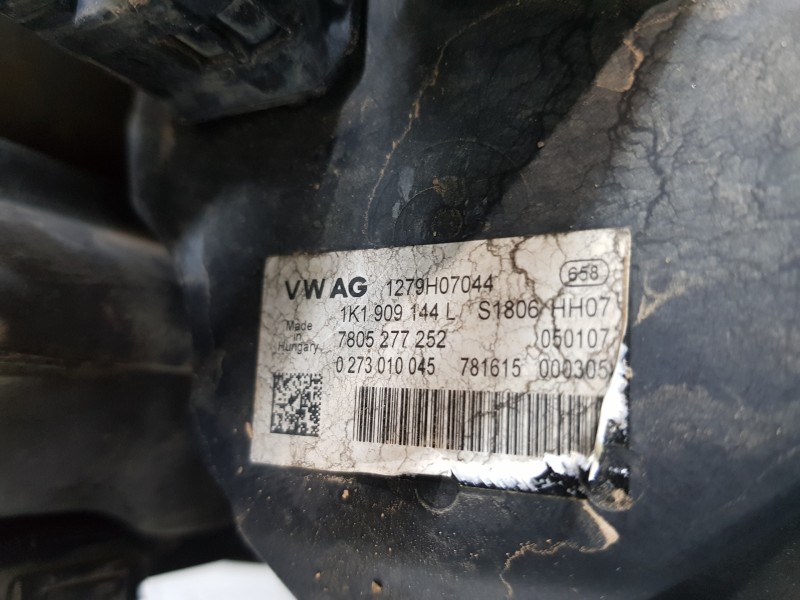 VW AG 1279H07044 658
1K1 909 144 L S1806 HH07
Made in Hungary
7805 277 252 050107
0 273 010 045 781615 000305